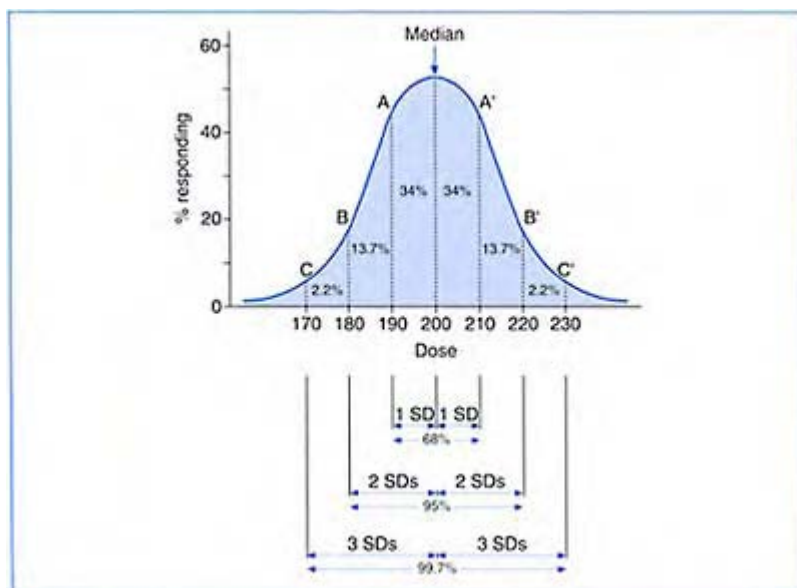 Median
60
A A'
40
% responding
34% 34%
20
B B'
13.7% 13.7%
C C'
2.2% 2.2%
0
170 180 190 200 210 220 230
Dose
1 SD 1 SD
68%
2 SDs 2 SDs
95%
3 SDs 3 SDs
99.7%